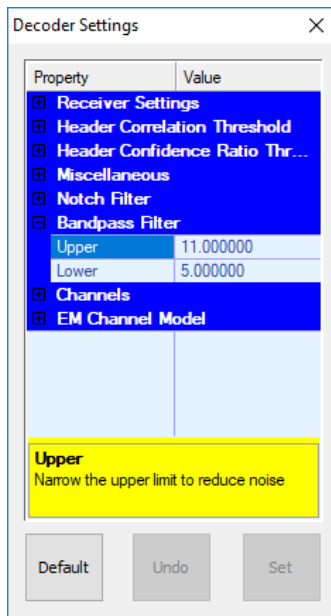 Decoder Settings
Property Value
Receiver Settings
Header Correlation Threshold
Header Confidence Ratio Thr...
Miscellaneous
Notch Filter
Bandpass Filter
Upper 11.000000
Lower 5.000000
Channels
EM Channel Model
Upper
Narrow the upper limit to reduce noise
Default Undo Set